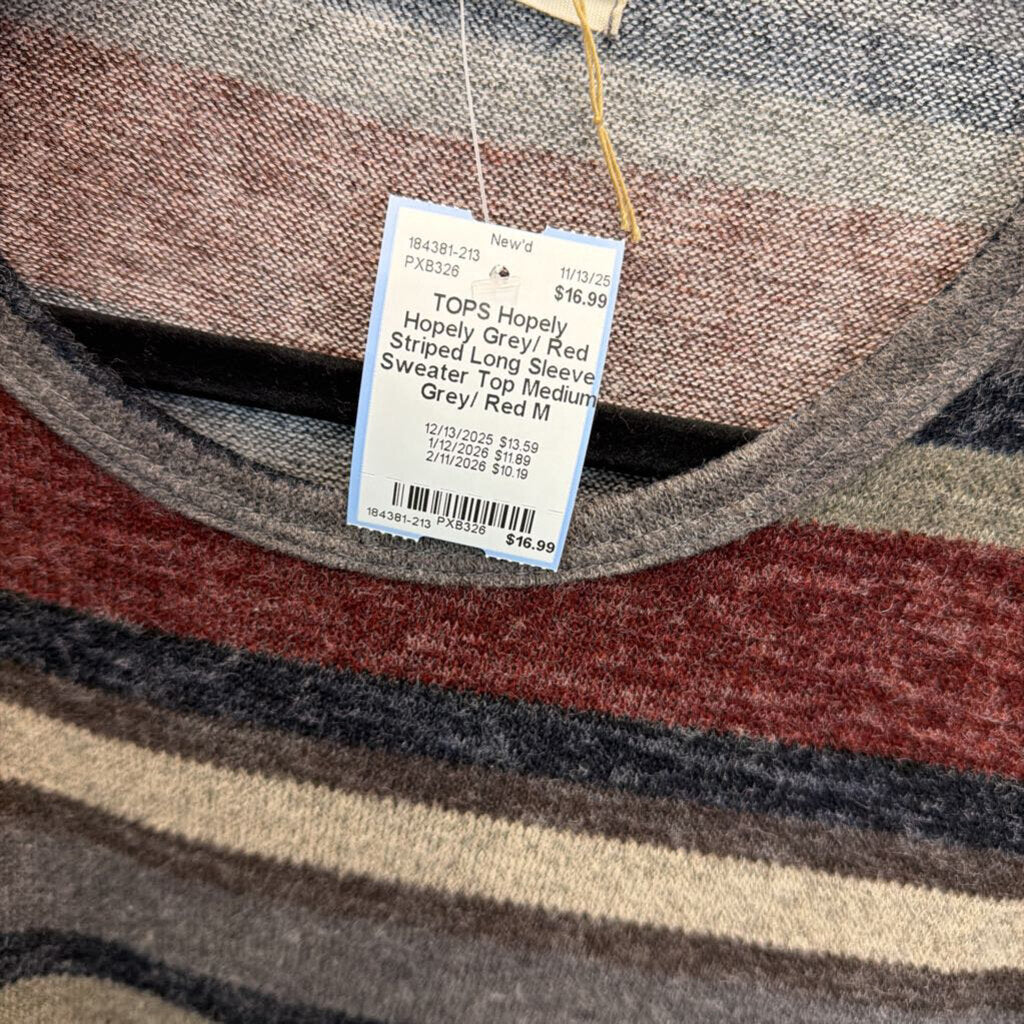 New'd
184381-213
PXB326
11/13/25
$16.99
TOPS Hopely
Hopely Grey/ Red
Striped Long Sleeve
Sweater Top Medium
Grey/ Red M
12/13/2025 $13.59
1/12/2026 $11.89
2/11/2026 $10.19
184381-213 PXB326
$16.99